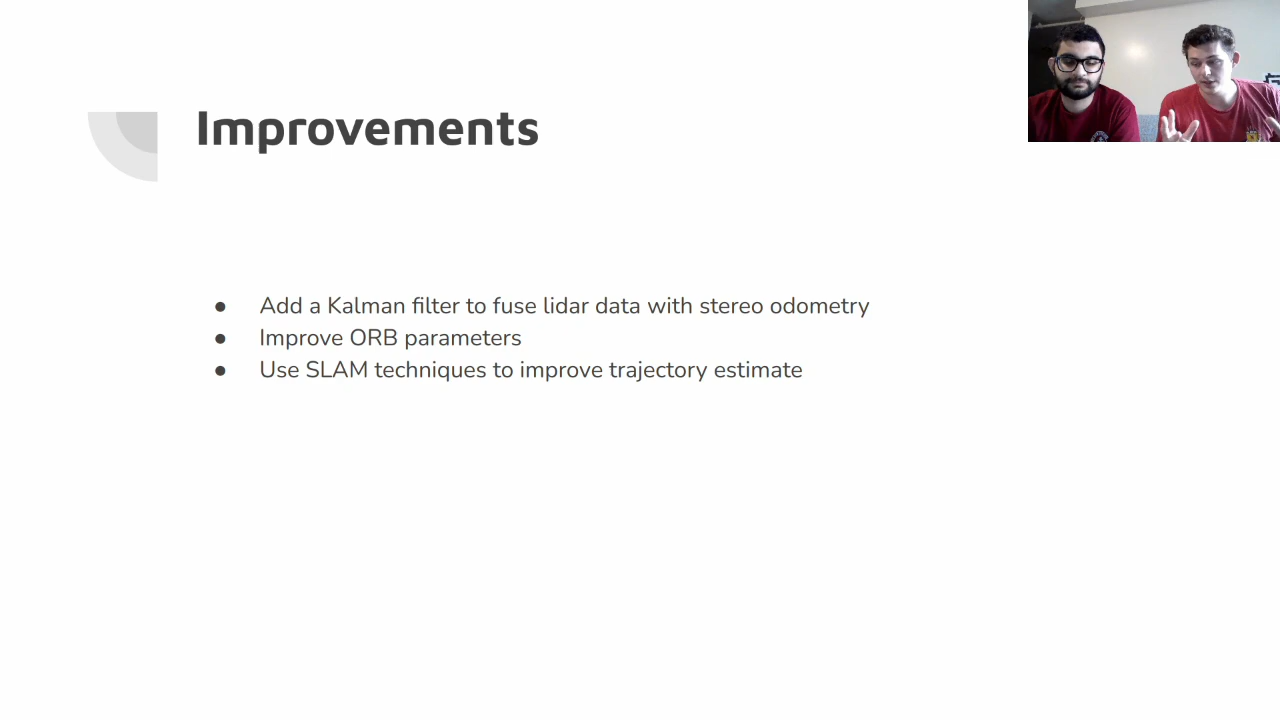 Improvements
● Add a Kalman filter to fuse lidar data with stereo odometry
● Improve ORB parameters
● Use SLAM techniques to improve trajectory estimate